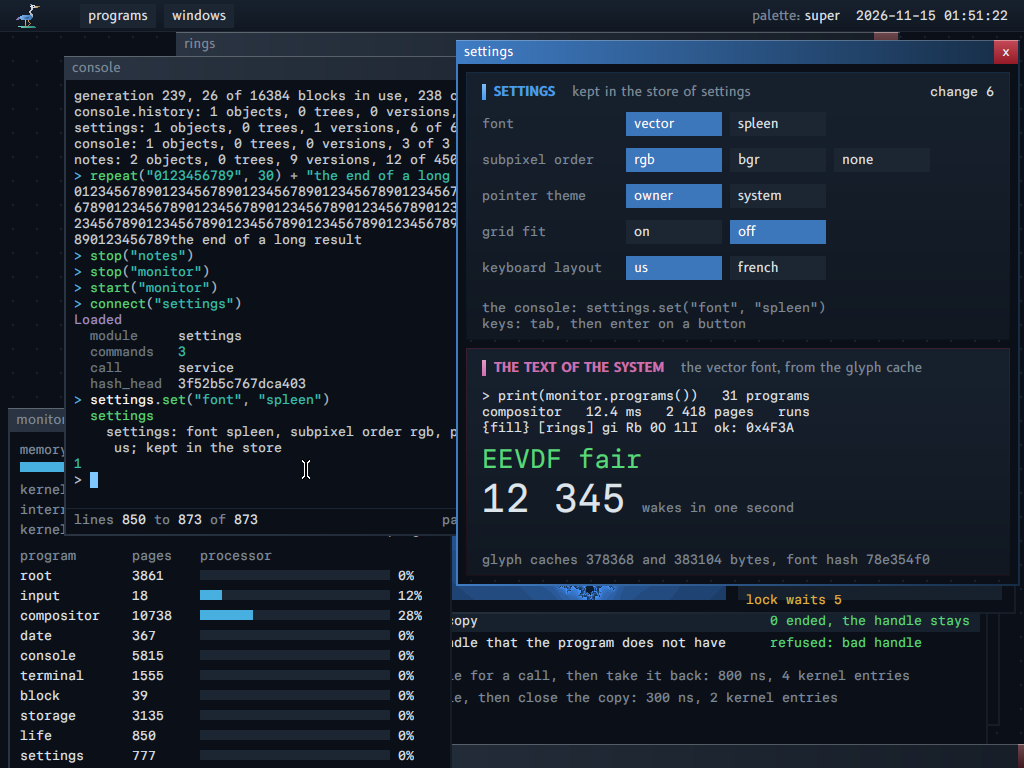 programs windows palette: super 2026-11-15 01:51:22
rings
console
generation 239, 26 of 16384 blocks in use, 238 c
console.history: 1 objects, 0 trees, 0 versions,
settings: 1 objects, 0 trees, 1 versions, 6 of 6
console: 1 objects, 0 trees, 0 versions, 3 of 3
notes: 2 objects, 0 trees, 9 versions, 12 of 450
> repeat("0123456789", 30) + "the end of a long
012345678901234567890123456789012345678901234567
678901234567890123456789012345678901234567890123
234567890123456789012345678901234567890123456789
890123456789the end of a long result
> stop("notes")
> stop("monitor")
> start("monitor")
> connect("settings")
Loaded
module settings
commands 3
call service
hash_head 3f52b5c767dca403
> settings.set("font", "spleen")
settings
settings: font spleen, subpixel order rgb, p
us; kept in the store
1
>
lines 850 to 873 of 873 pa
settings x
SETTINGS kept in the store of settings change 6
font vector spleen
subpixel order rgb bgr none
pointer theme owner system
grid fit on off
keyboard layout us french
the console: settings.set("font", "spleen")
keys: tab, then enter on a button
THE TEXT OF THE SYSTEM the vector font, from the glyph cache
> print(monitor.programs()) 31 programs
compositor 12.4 ms 2 418 pages runs
{fill} [rings] gi Rb 0O 1lI ok: 0x4F3A
EEVDF fair
12 345 wakes in one second
glyph caches 378368 and 383104 bytes, font hash 78e354f0
monitor
memory
kernel
inter
kernel
program pages processor
root 3861 0%
input 18 12%
compositor 10738 28%
date 367 0%
console 5815 0%
terminal 1555 0%
block 39 0%
storage 3135 0%
life 850 0%
settings 777 0%
lock waits 5
copy 0 ended, the handle stays
ndle that the program does not have refused: bad handle
le for a call, then take it back: 800 ns, 4 kernel entries
le, then close the copy: 300 ns, 2 kernel entries